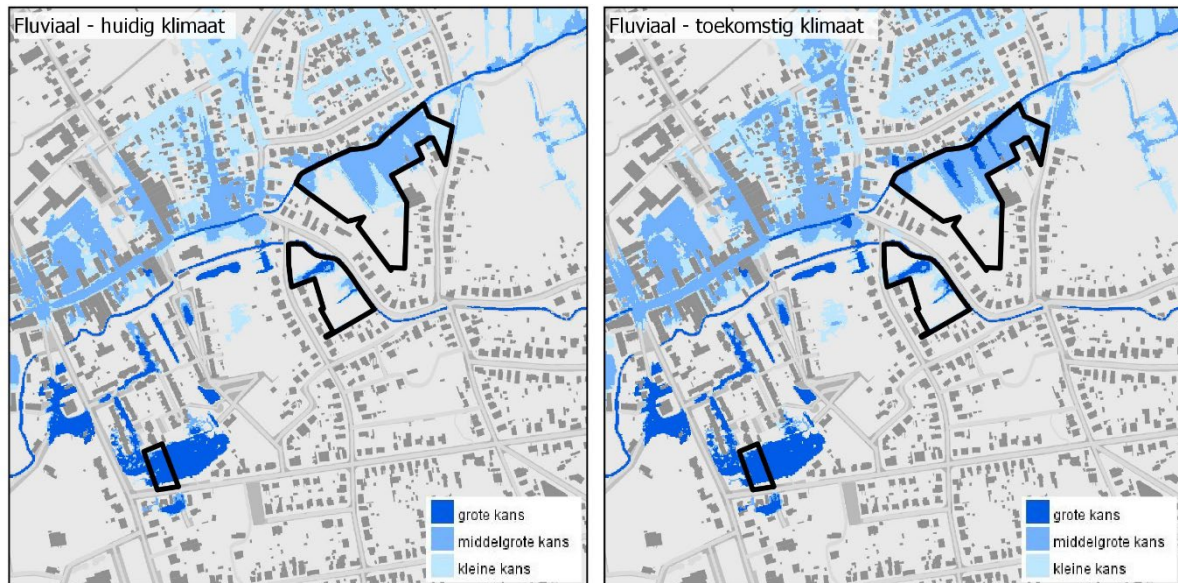 Fluviaal - huidig klimaat
grote kans
middelgrote kans
kleine kans
Fluviaal - toekomstig klimaat
grote kans
middelgrote kans
kleine kans